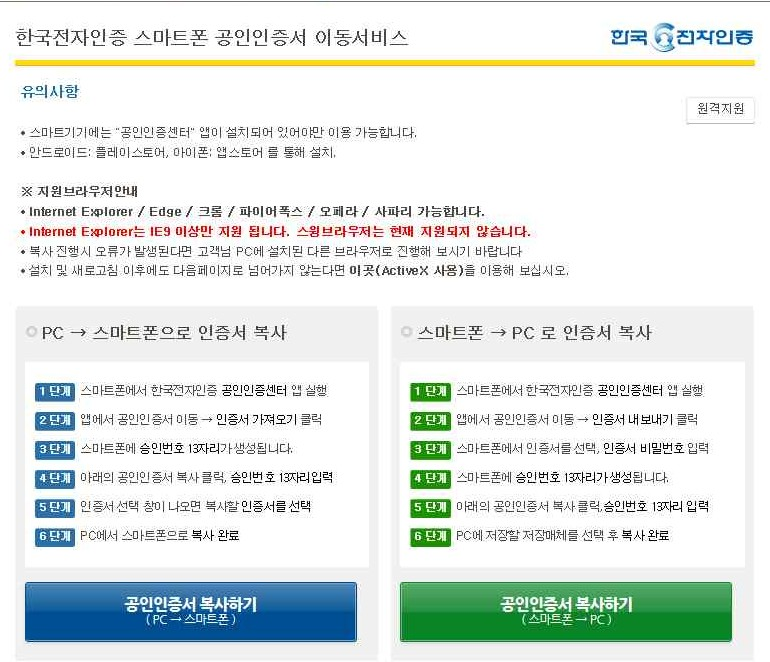 한국전자인증 스마트폰 공인인증서 이동서비스
한국전자인증
유의사항
원격지원
• 스마트기기에는 "공인인증센터" 앱이 설치되어 있어야만 이용 가능합니다.
• 안드로이드: 플레이스토어, 아이폰: 앱스토어 를 통해 설치.
※ 지원브라우저안내
• Internet Explorer / Edge / 크롬 / 파이어폭스 / 오페라 / 사파리 가능합니다.
• Internet Explorer는 IE9 이상만 지원 됩니다. 스윙브라우저는 현재 지원되지 않습니다.
• 복사 진행시 오류가 발생된다면 고객님 PC에 설치된 다른 브라우저로 진행해 보시기 바랍니다
• 설치 및 새로고침 이후에도 다음페이지로 넘어가지 않는다면 이곳(ActiveX 사용)을 이용해 보십시오.
PC → 스마트폰으로 인증서 복사
1 단계 스마트폰에서 한국전자인증 공인인증센터 앱 실행
2 단계 앱에서 공인인증서 이동 → 인증서 가져오기 클릭
3 단계 스마트폰에 승인번호 13자리가 생성됩니다.
4 단계 아래의 공인인증서 복사 클릭, 승인번호 13자리 입력
5 단계 인증서 선택 창이 나오면 복사할 인증서를 선택
6 단계 PC에서 스마트폰으로 복사 완료
공인인증서 복사하기
( PC → 스마트폰 )
스마트폰 → PC 로 인증서 복사
1 단계 스마트폰에서 한국전자인증 공인인증센터 앱 실행
2 단계 앱에서 공인인증서 이동 → 인증서 내보내기 클릭
3 단계 스마트폰에서 인증서를 선택, 인증서 비밀번호 입력
4 단계 스마트폰에 승인번호 13자리가 생성됩니다.
5 단계 아래의 공인인증서 복사 클릭,승인번호 13자리 입력
6 단계 PC에 저장할 저장매체를 선택 후 복사 완료
공인인증서 복사하기
( 스마트폰 → PC )